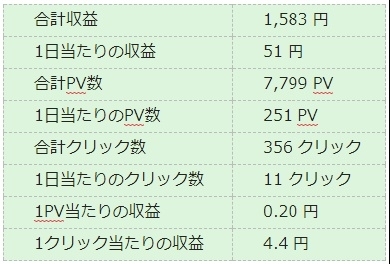 合計収益 1,583 円
1日当たりの収益 51 円
合計PV数 7,799 PV
1日当たりのPV数 251 PV
合計クリック数 356 クリック
1日当たりのクリック数 11 クリック
1PV当たりの収益 0.20 円
1クリック当たりの収益 4.4 円